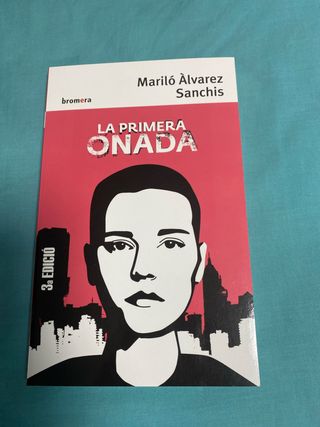 Mariló Àlvarez
Sanchis
bromera
LA PRIMERA
ONADA
3a EDICIÓ